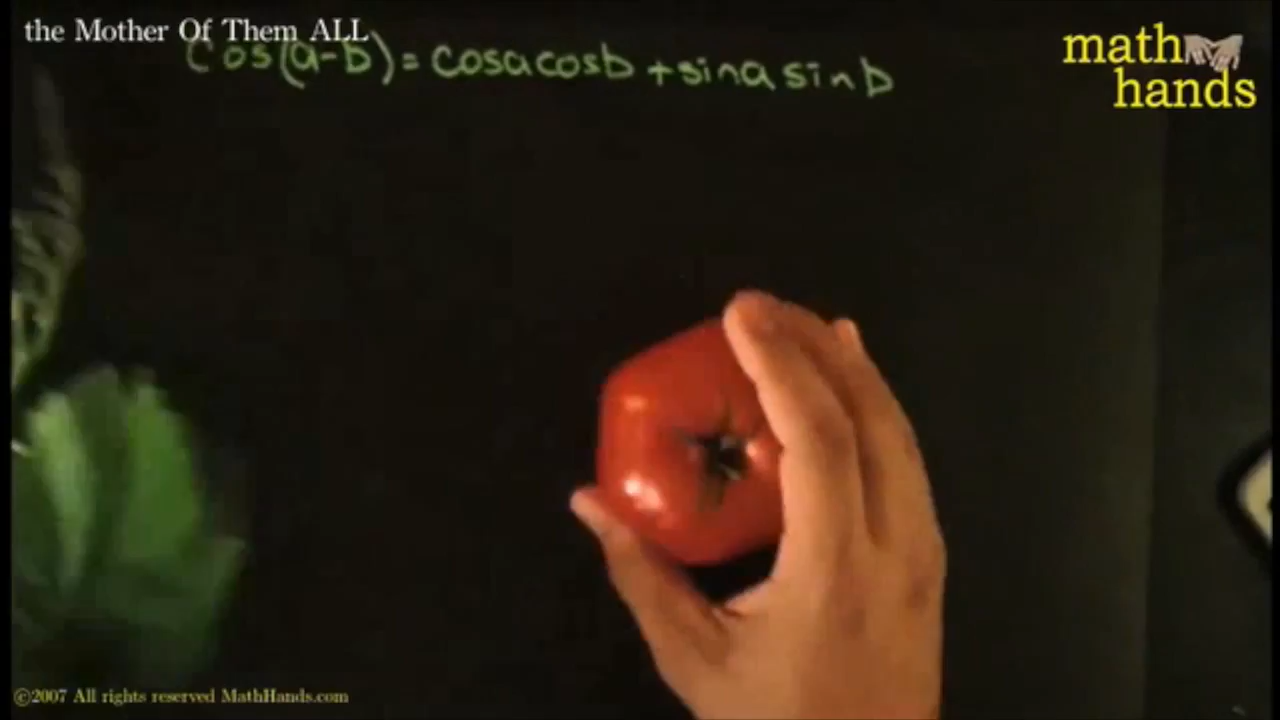 the Mother Of Them ALL
Cos(a-b)=cosacosb+sinasinb
math
hands
©2007 All rights reserved MathHands.com